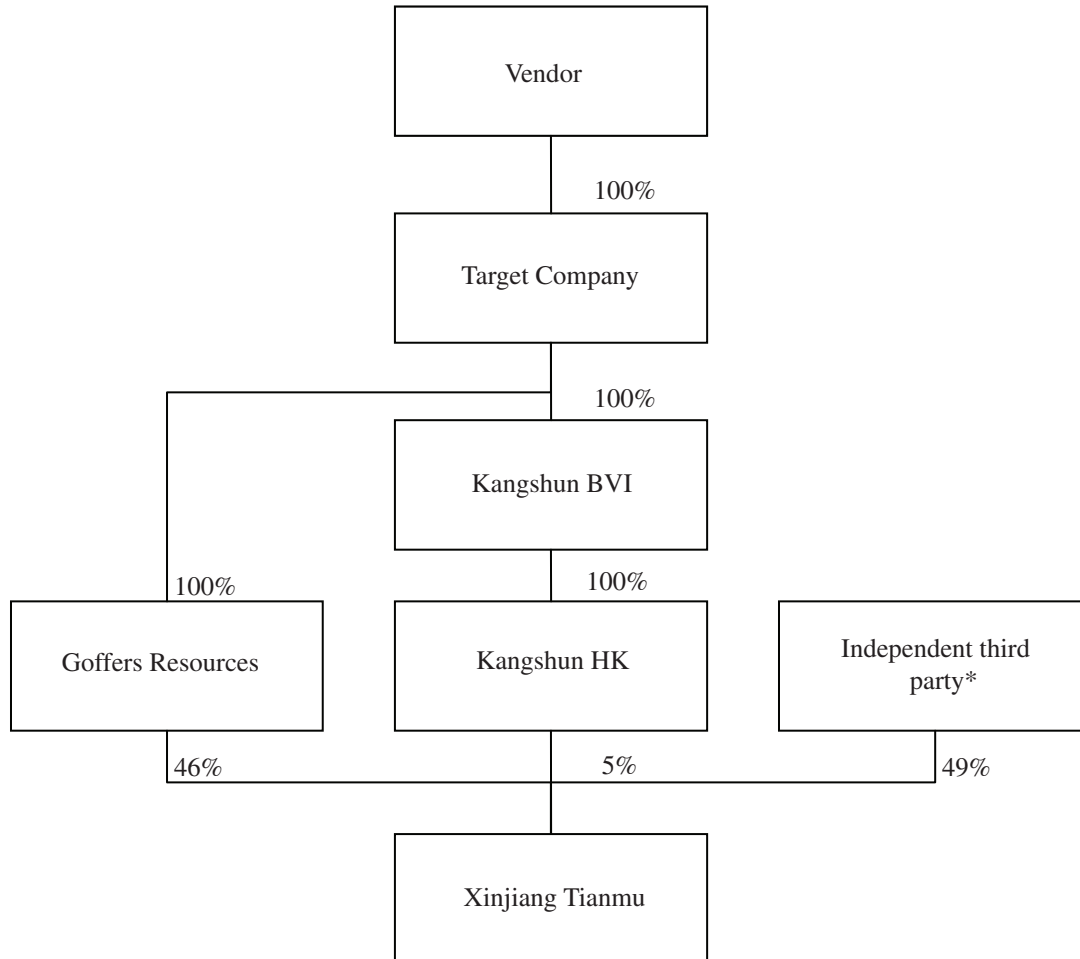 Vendor
100%
Target Company
100%
Kangshun BVI
100%
100%
Goffers Resources
Kangshun HK
Independent third
party*
46%
5%
49%
Xinjiang Tianmu